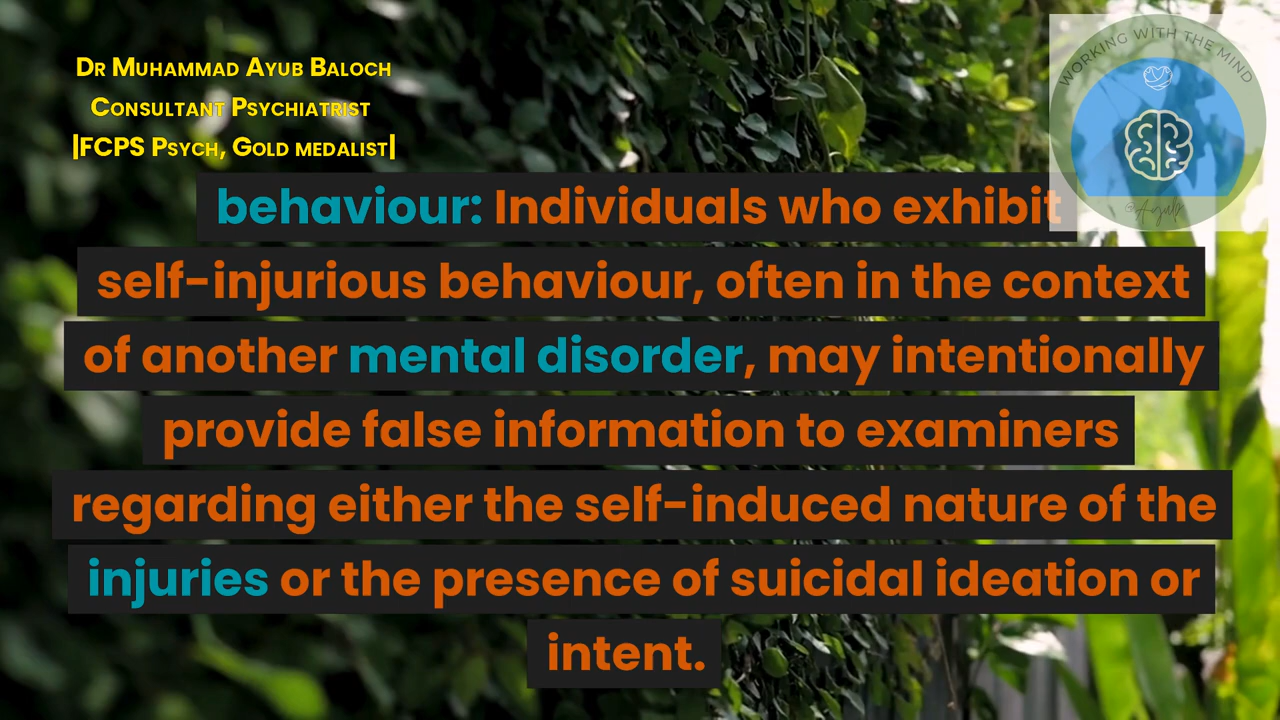 Dr Muhammad Ayub Baloch
Consultant Psychiatrist
|FCPS Psych, Gold medalist|
WORKING WITH THE MIND
behaviour: Individuals who exhibit
self-injurious behaviour, often in the context
of another mental disorder, may intentionally
provide false information to examiners
regarding either the self-induced nature of the
injuries or the presence of suicidal ideation or
intent.